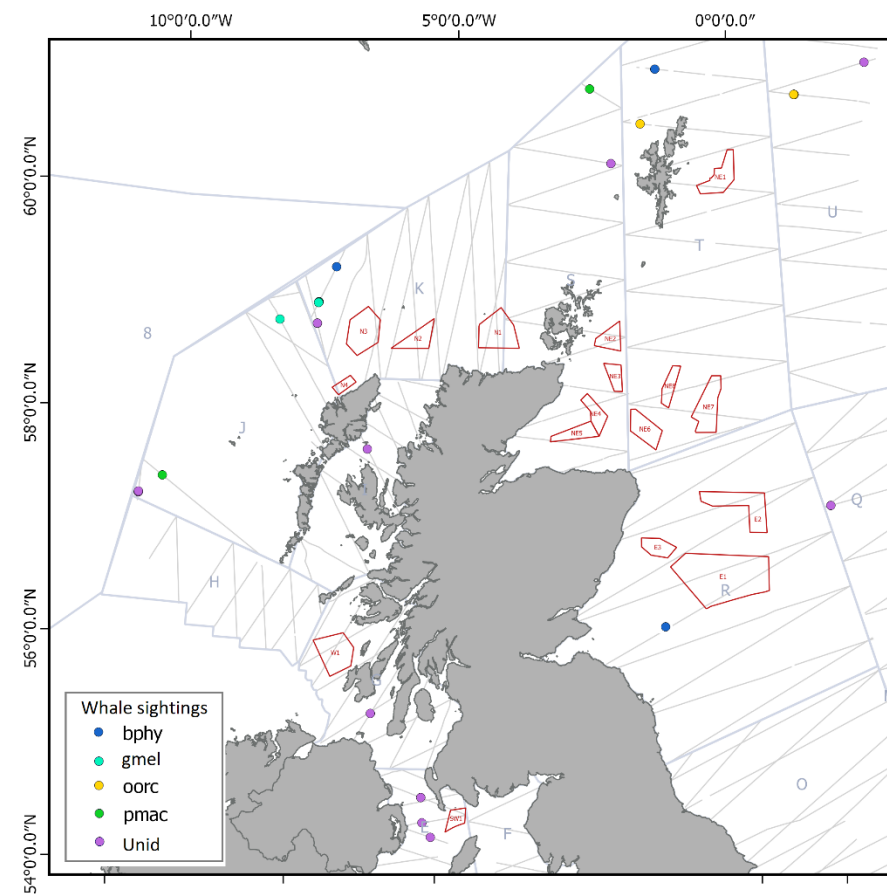 10°0'0.0"W 5°0'0.0"W 0°0'0.0"
60°0'0.0"N
58°0'0.0"N
56°0'0.0"N
54°0'0.0"N
NE1
U
T
S
K
8
N3
N2
N1
NE2
N4
NE3
NE8
NE7
NE4
NE5
NE6
J
Q
E2
E3
H
E1
R
W1
O
SW1
E
F
Whale sightings
bphy
gmel
oorc
pmac
Unid